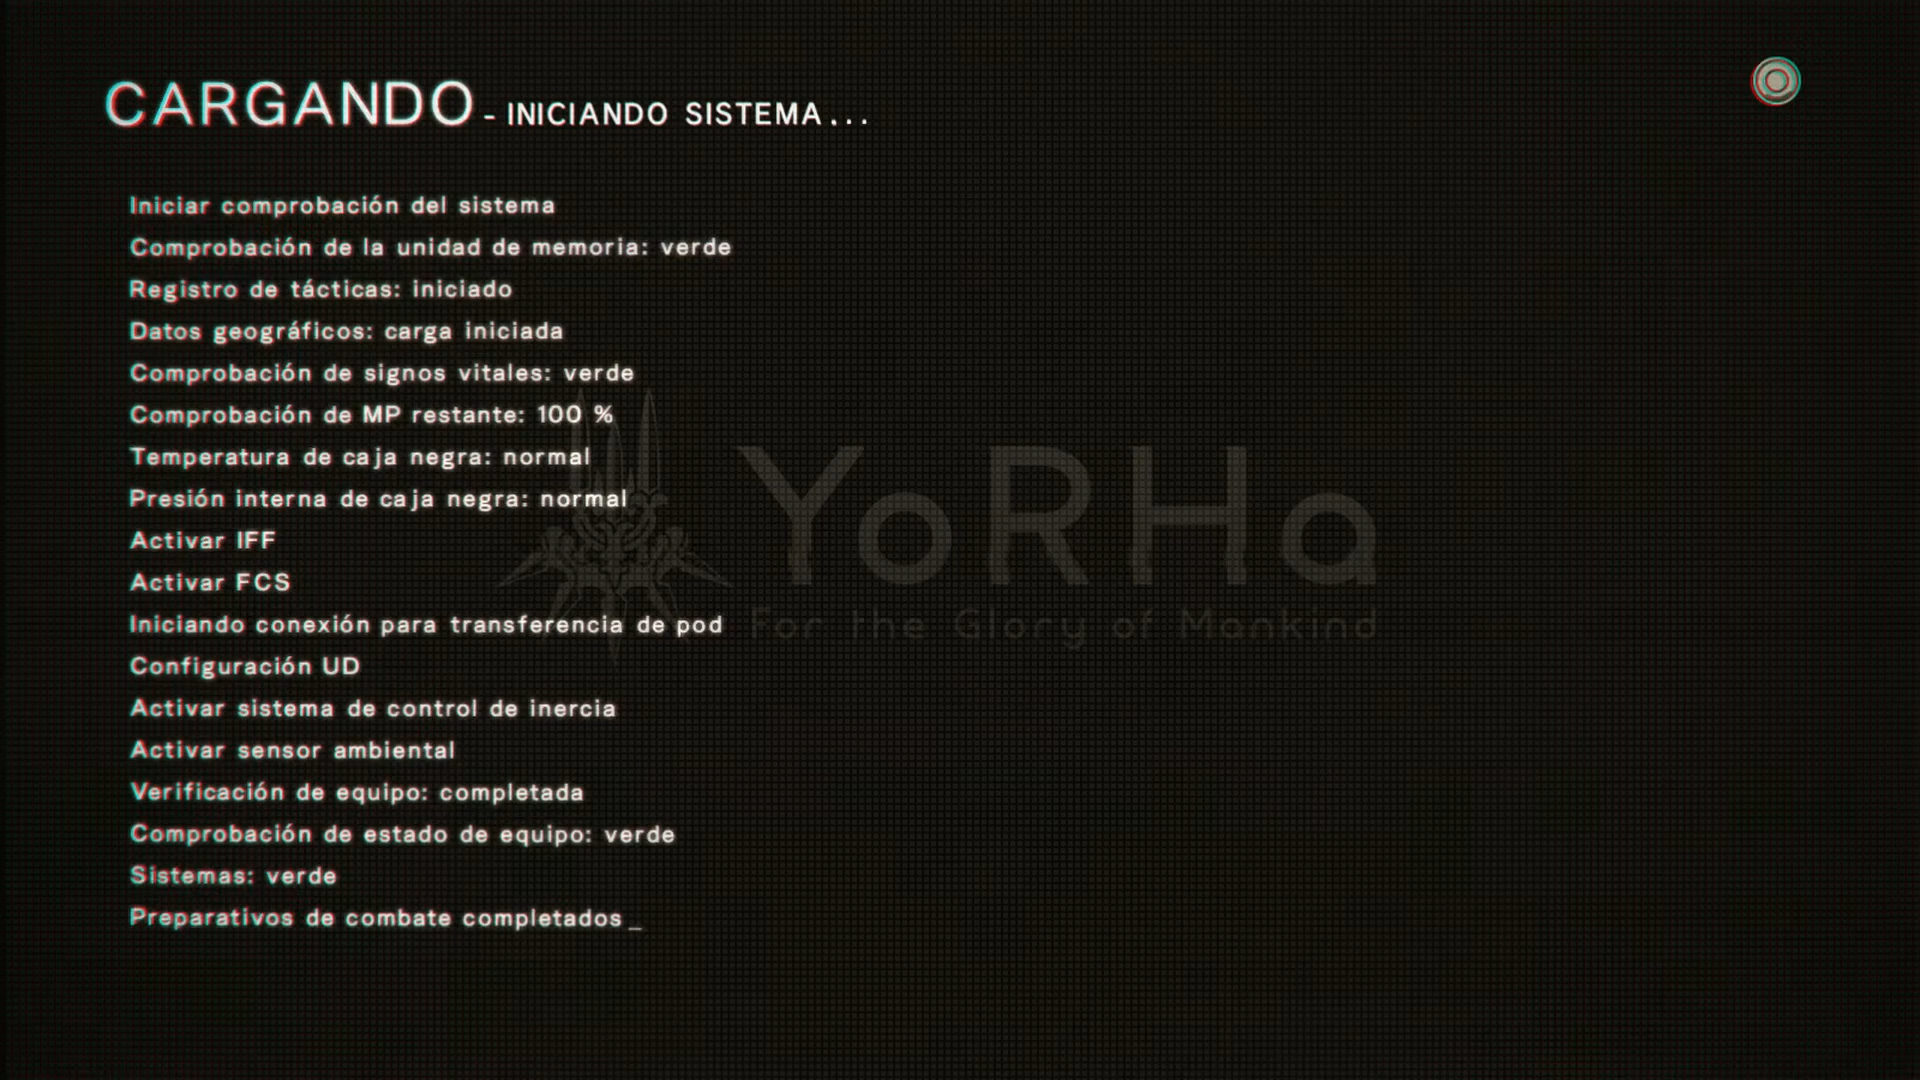 CARGANDO - INICIANDO SISTEMA...
Iniciar comprobación del sistema
Comprobación de la unidad de memoria: verde
Registro de tácticas: iniciado
Datos geográficos: carga iniciada
Comprobación de signos vitales: verde
Comprobación de MP restante: 100 %
Temperatura de caja negra: normal
Presión interna de caja negra: normal
Activar IFF
Activar FCS
Iniciando conexión para transferencia de pod
Configuración UD
Activar sistema de control de inercia
Activar sensor ambiental
Verificación de equipo: completada
Comprobación de estado de equipo: verde
Sistemas: verde
Preparativos de combate completados_
YoRHa
For the Glory of Mankind